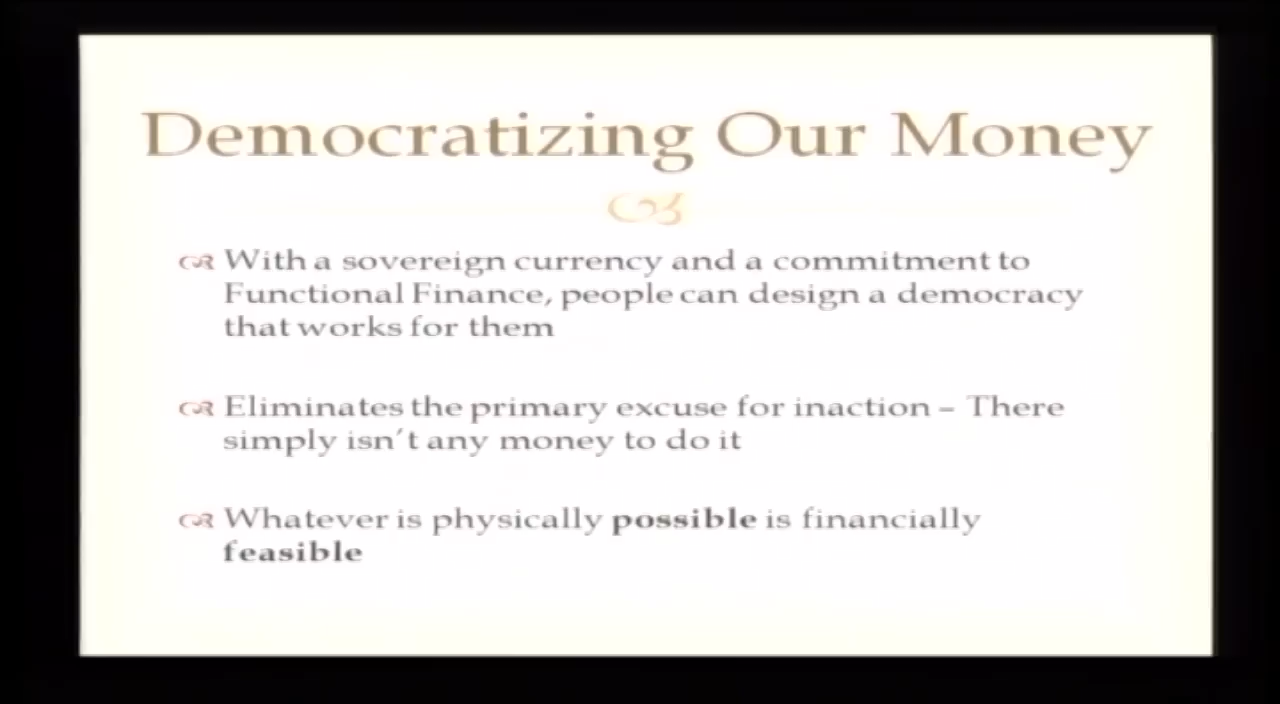 Democratizing Our Money
With a sovereign currency and a commitment to
Functional Finance, people can design a democracy
that works for them
Eliminates the primary excuse for inaction – There
simply isn't any money to do it
Whatever is physically possible is financially
feasible